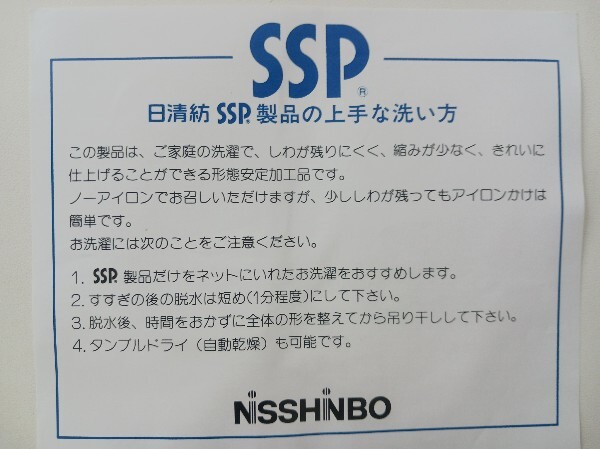 SSP®
日清紡 SSP® 製品の上手な洗い方
この製品は、ご家庭の洗濯で、しわが残りにくく、縮みが少なく、きれいに
仕上げることができる形態安定加工品です。
ノーアイロンでお召しいただけますが、少ししわが残ってもアイロンかけは
簡単です。
お洗濯には次のことをご注意ください。
1. SSP® 製品だけをネットにいれたお洗濯をおすすめします。
2. すすぎの後の脱水は短め(1分程度)にして下さい。
3. 脱水後、時間をおかずに全体の形を整えてから吊り干しして下さい。
4. タンブルドライ(自動乾燥)も可能です。
NISSHINBO